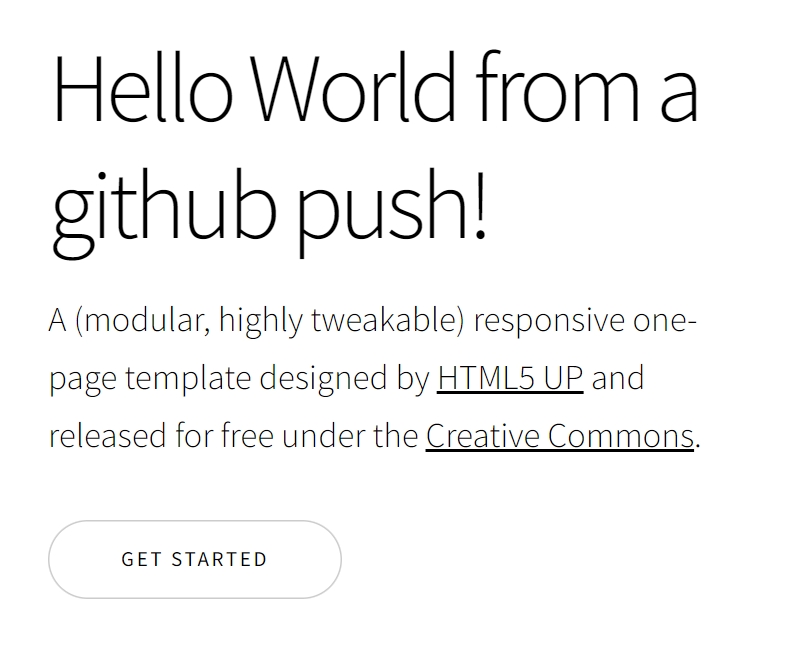 Hello World from a
github push!
A (modular, highly tweakable) responsive one-
page template designed by HTML5 UP and
released for free under the Creative Commons.
GET STARTED